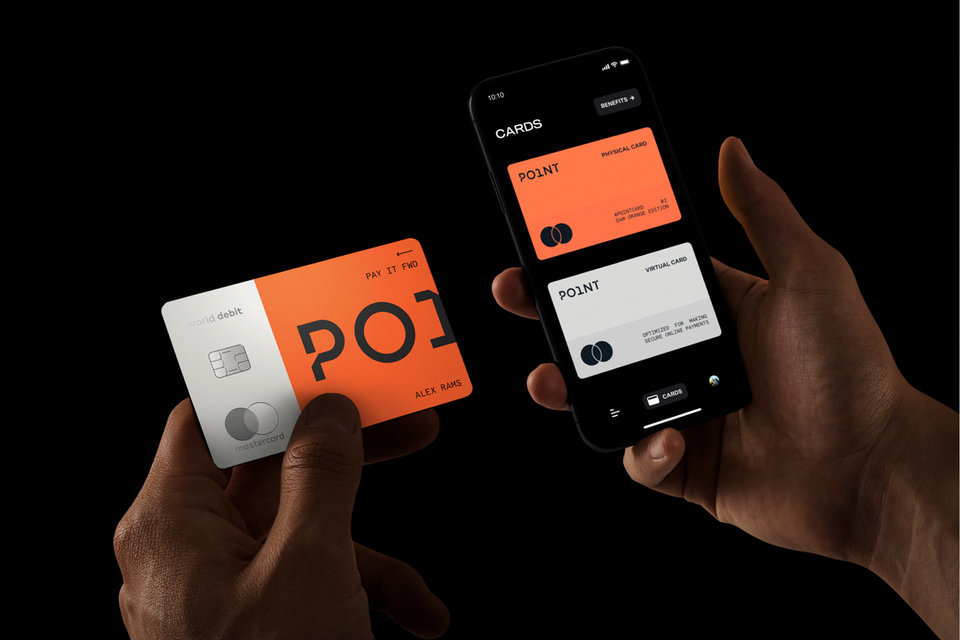 10:10
BENEFITS →
CARDS
PHYSICAL CARD
PO1NT
#POINTCARD 01
DAM ORANGE EDITION
VIRTUAL CARD
PO1NT
OPTIMIZED FOR MAKING
SECURE ONLINE PAYMENTS
CARDS
←
PAY IT FWD
world debit
PO1
ALEX RAMS
mastercard